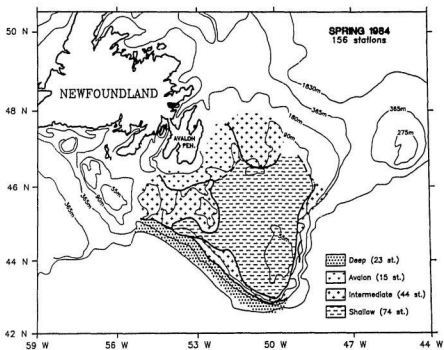 50 N
48 N
46 N
44 N
42 N
SPRING 1984
156 stations
NEWFOUNDLAND
AVALON
PEN.
1830m
365m
180m
90m
365m
275m
55m
90m
365m
365m
Deep (23 st.)
Avalon (15 st.)
Intermediate (44 st.)
Shallow (74 st.)
59 W
56 W
53 W
50 W
47 W
44 W